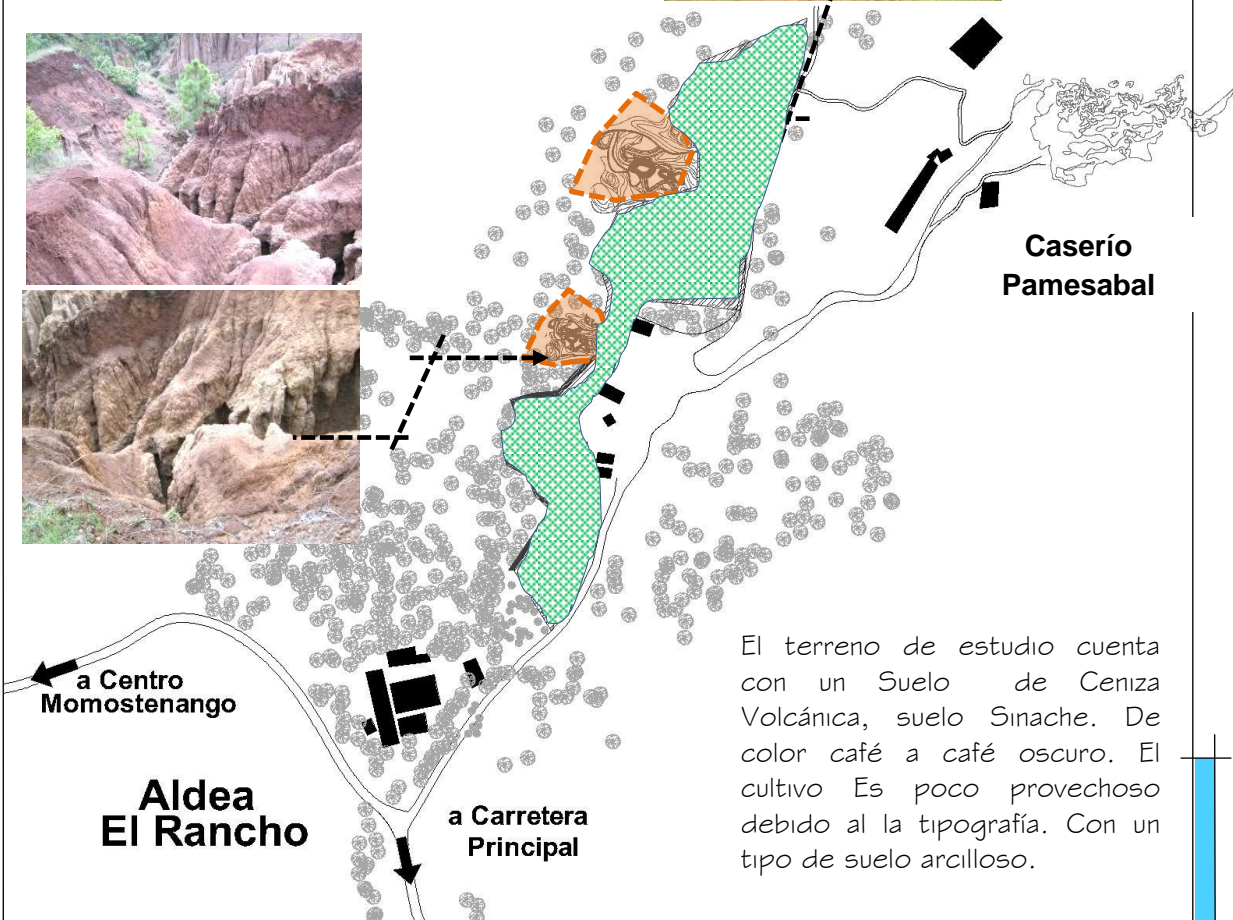 Caserío
Pamesabal
El terreno de estudio cuenta
con un Suelo de Ceniza
Volcánica, suelo Sinache. De
color café a café oscuro. El
cultivo Es poco provechoso
debido al la tipografía. Con un
tipo de suelo arcilloso.
a Centro
Momostenango
Aldea
El Rancho
a Carretera
Principal